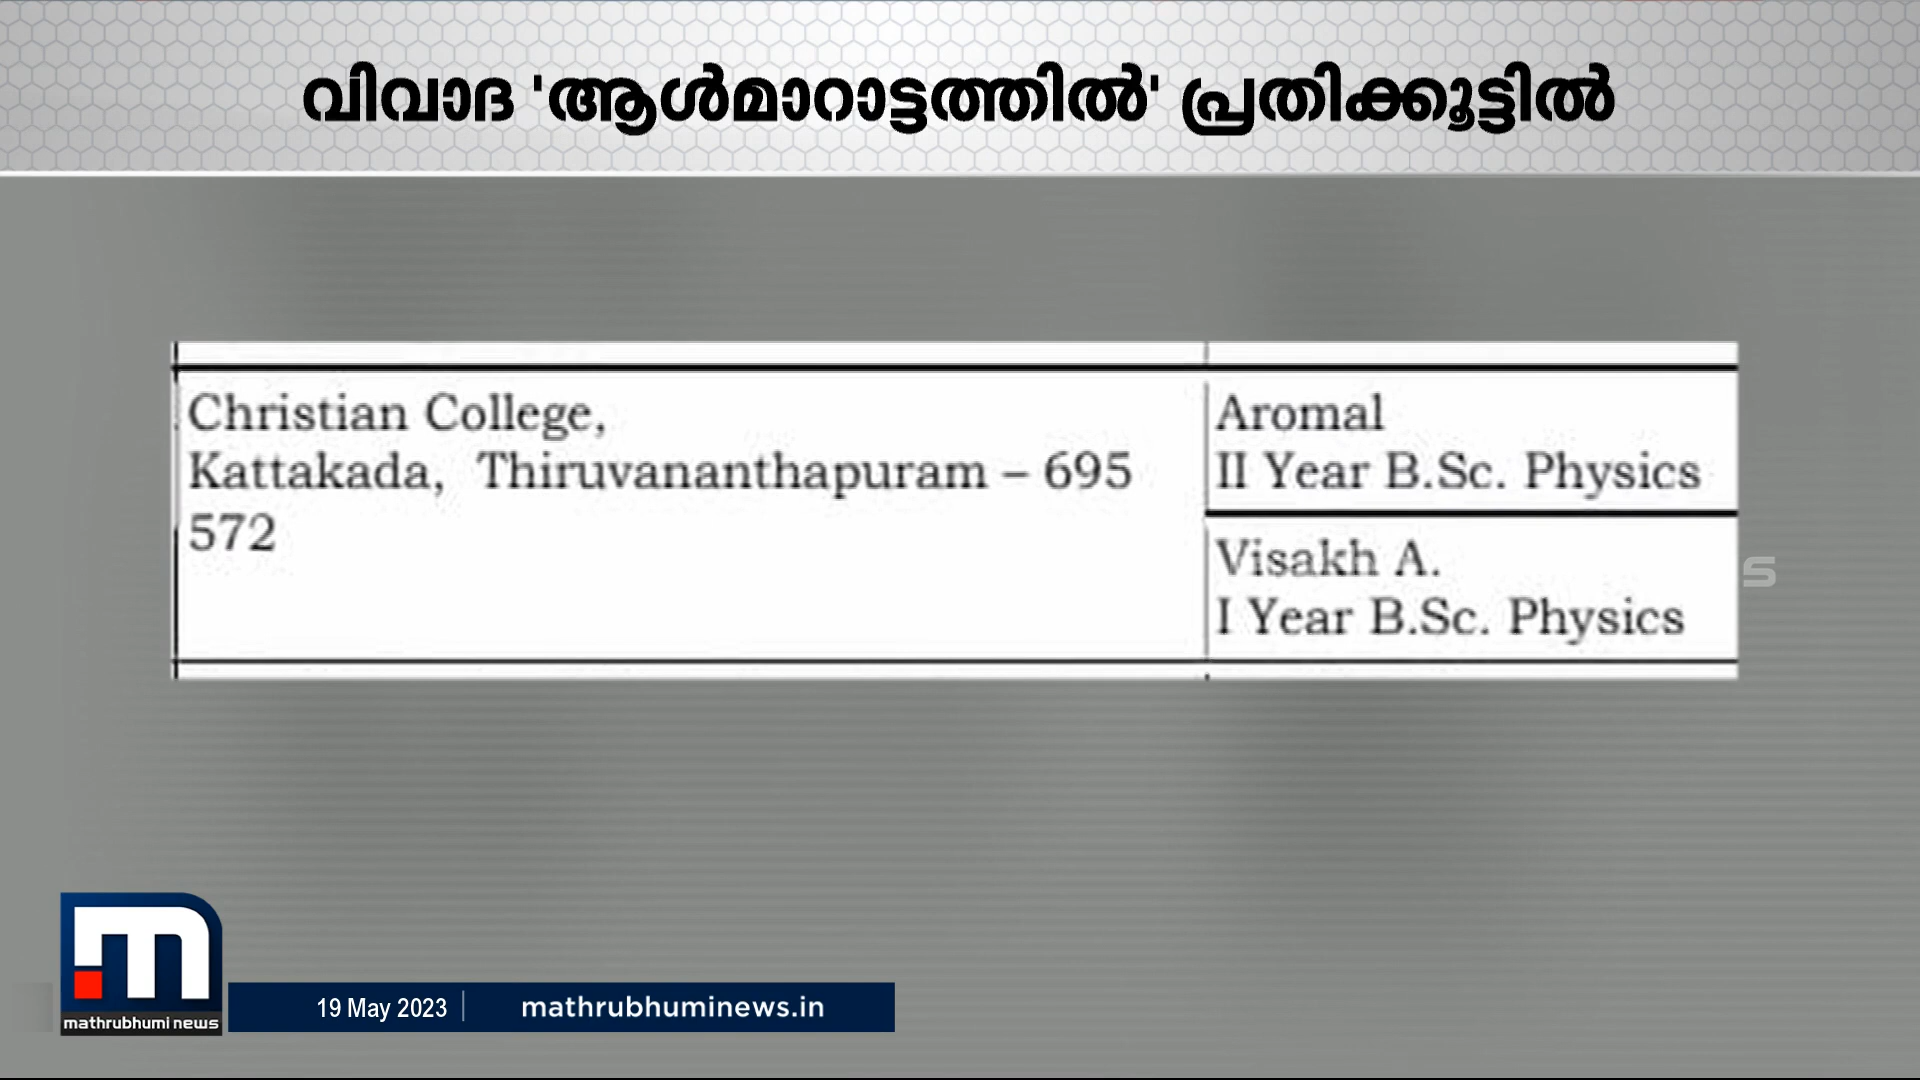 വിവാദ 'ആൾമാറാട്ടത്തിൽ' പ്രതിക്കൂട്ടിൽ
Christian College,
Kattakada, Thiruvananthapuram – 695
572
Aromal
II Year B.Sc. Physics
Visakh A.
I Year B.Sc. Physics
S
mathrubhumi news
19 May 2023
mathrubhuminews.in